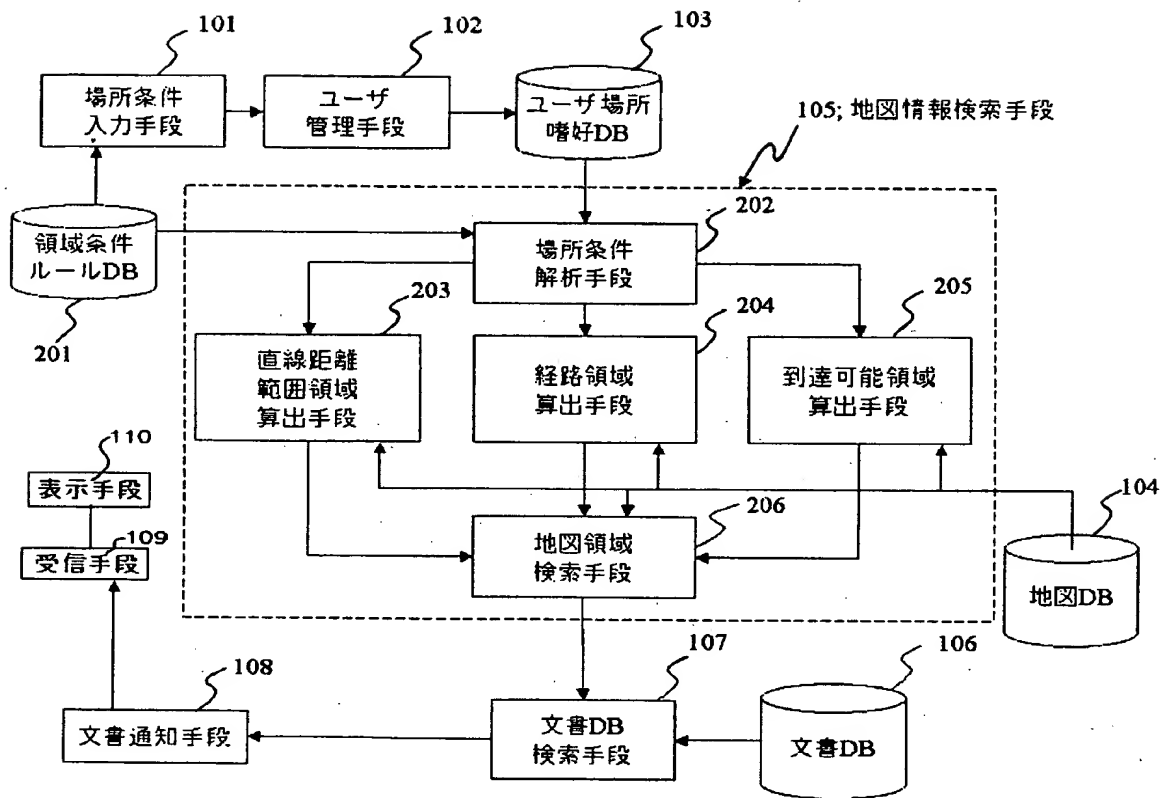 101
102
103
場所条件
入力手段
ユーザ
管理手段
ユーザ場所
嗜好DB
105; 地図情報検索手段
領域条件
ルールDB
201
202
場所条件
解析手段
203
204
205
直線距離
範囲領域
算出手段
経路領域
算出手段
到達可能領域
算出手段
110
表示手段
109
受信手段
206
地図領域
検索手段
104
地図DB
108
文書通知手段
107
文書DB
検索手段
106
文書DB